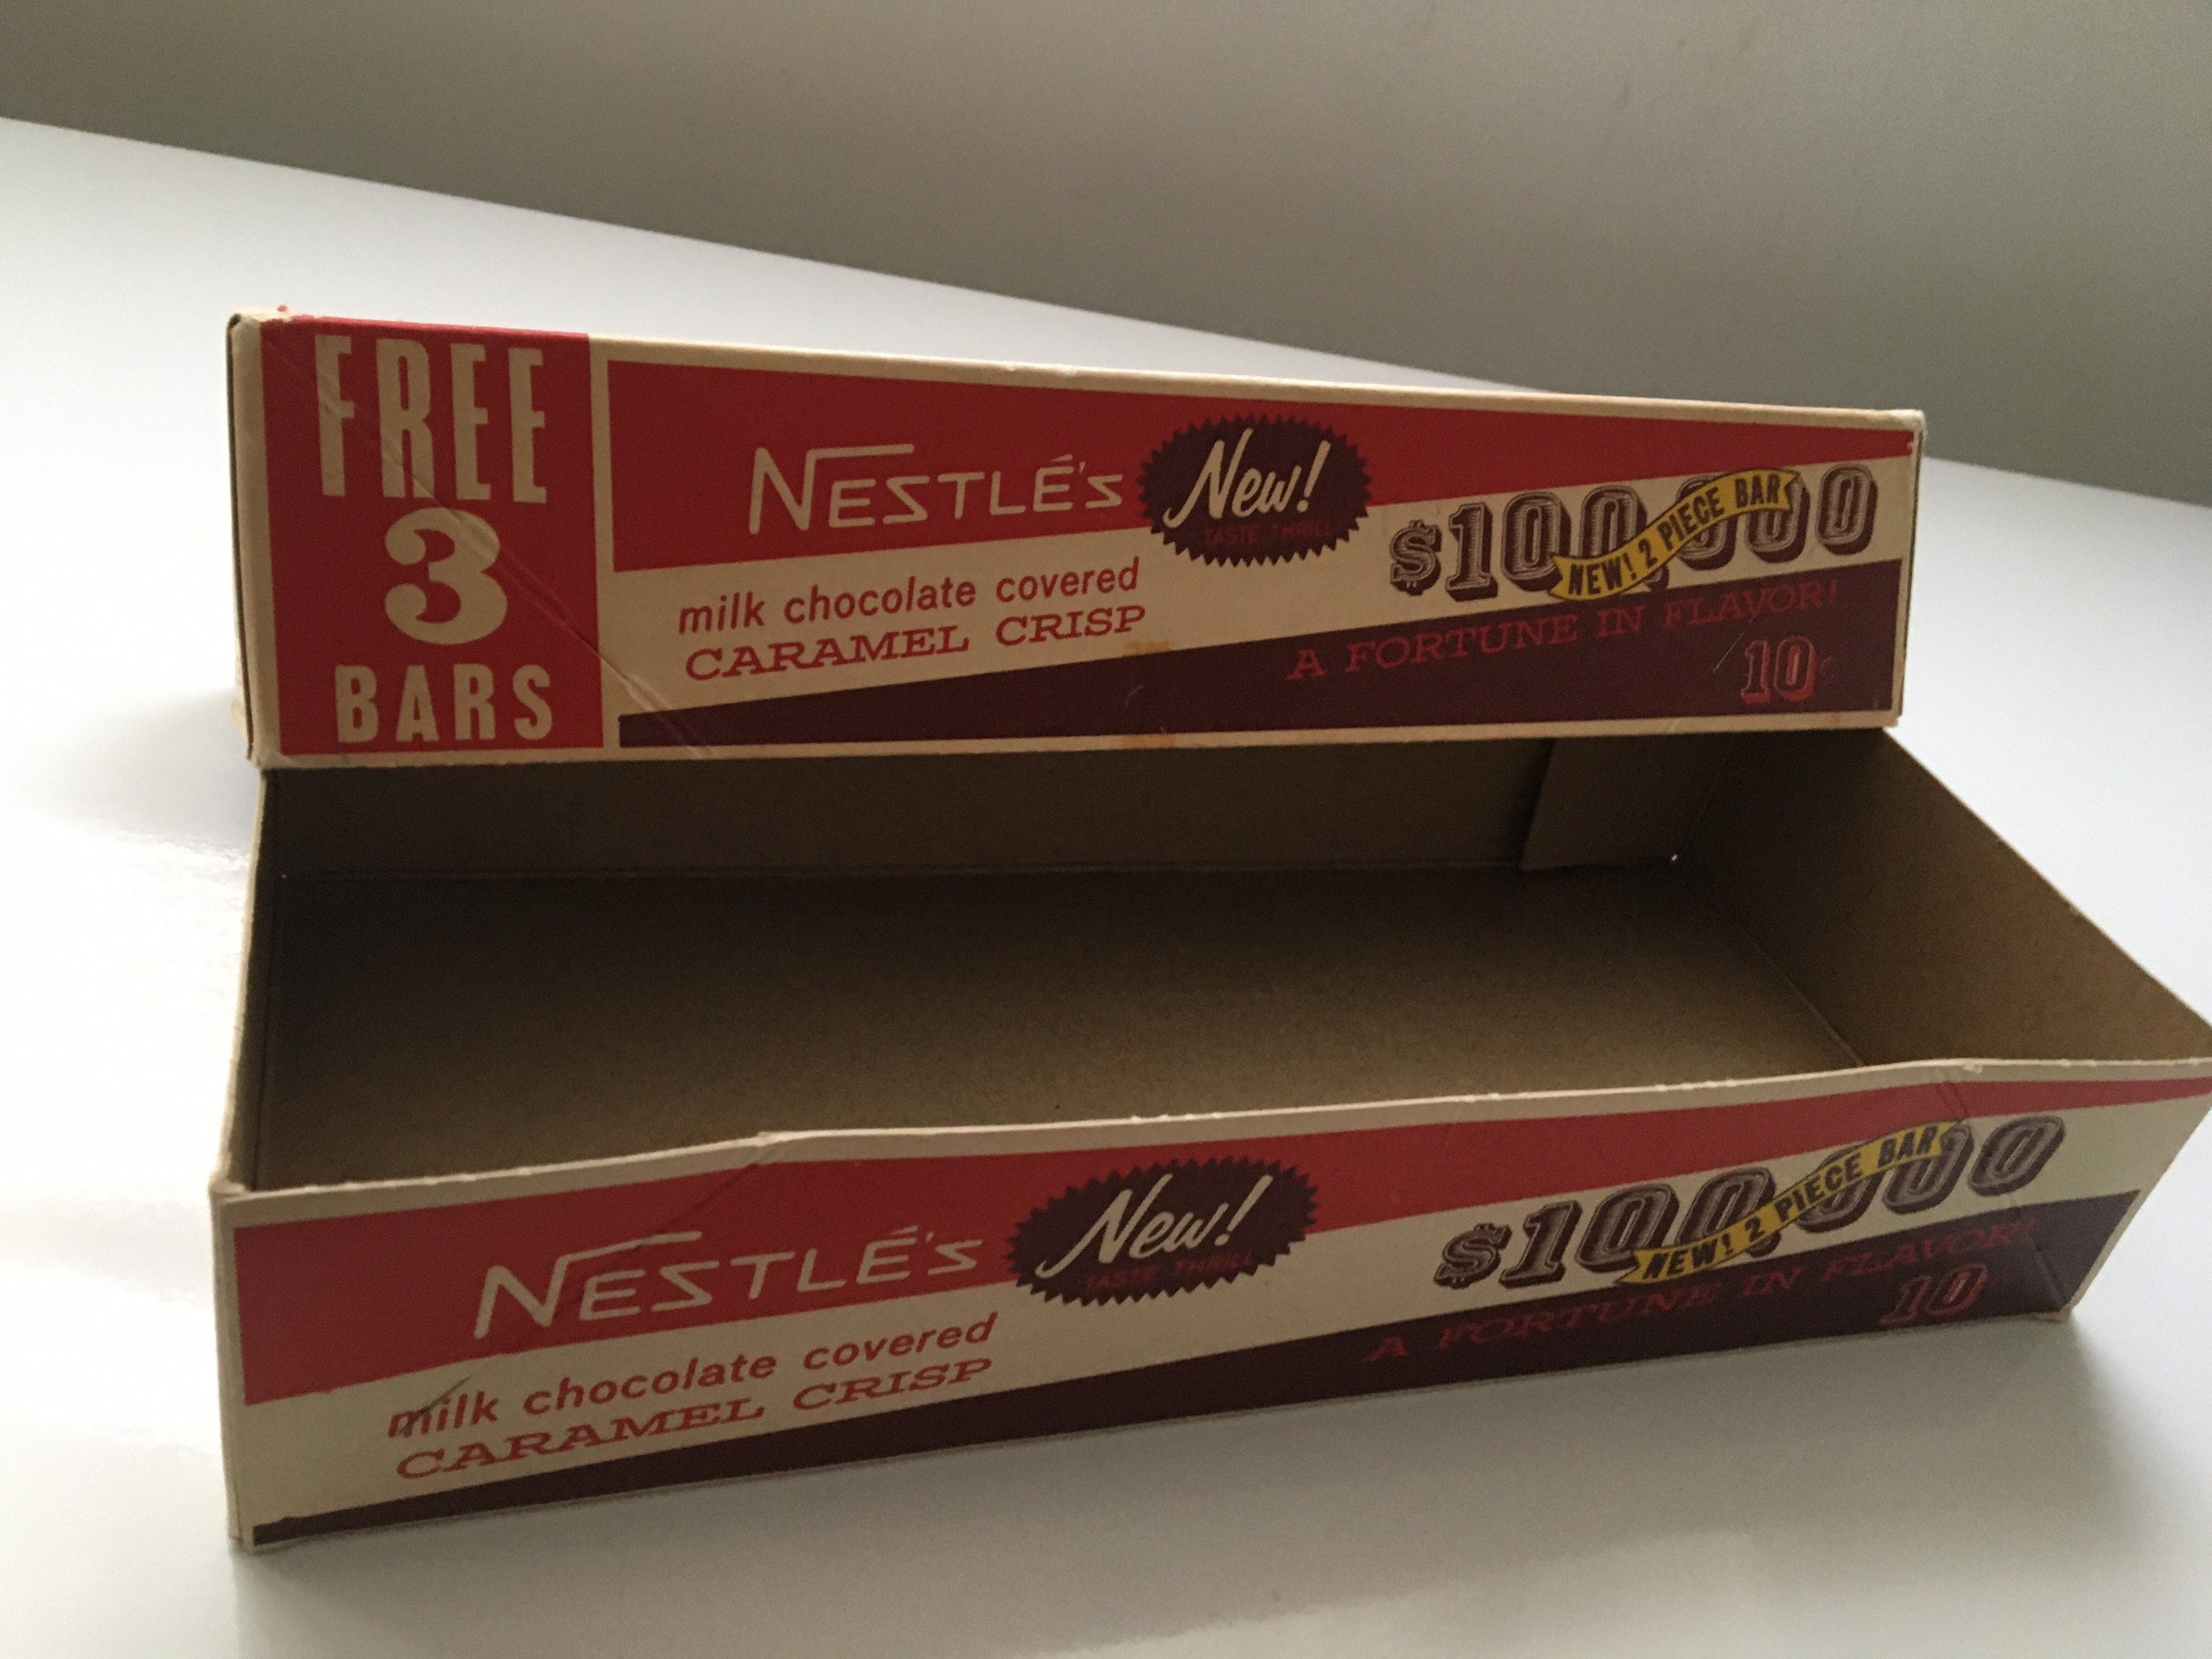 FREE
3
BARS
NESTLÉ'S
New!
TASTE THRILL
milk chocolate covered
CARAMEL CRISP
$100,000
NEW! 2 PIECE BAR
A FORTUNE IN FLAVOR!
10¢
NESTLÉ'S
New!
TASTE THRILL
milk chocolate covered
CARAMEL CRISP
$100,000
NEW! 2 PIECE BAR
A FORTUNE IN FLAVOR!
10